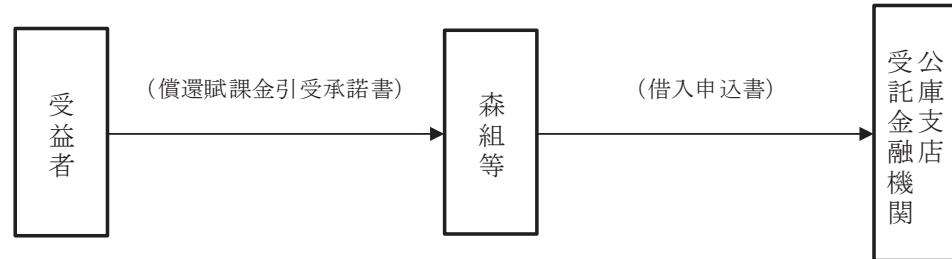 受益者
（償還賦課金引受承諾書）
森組等
（借入申込書）
公庫支店
受託金融機関